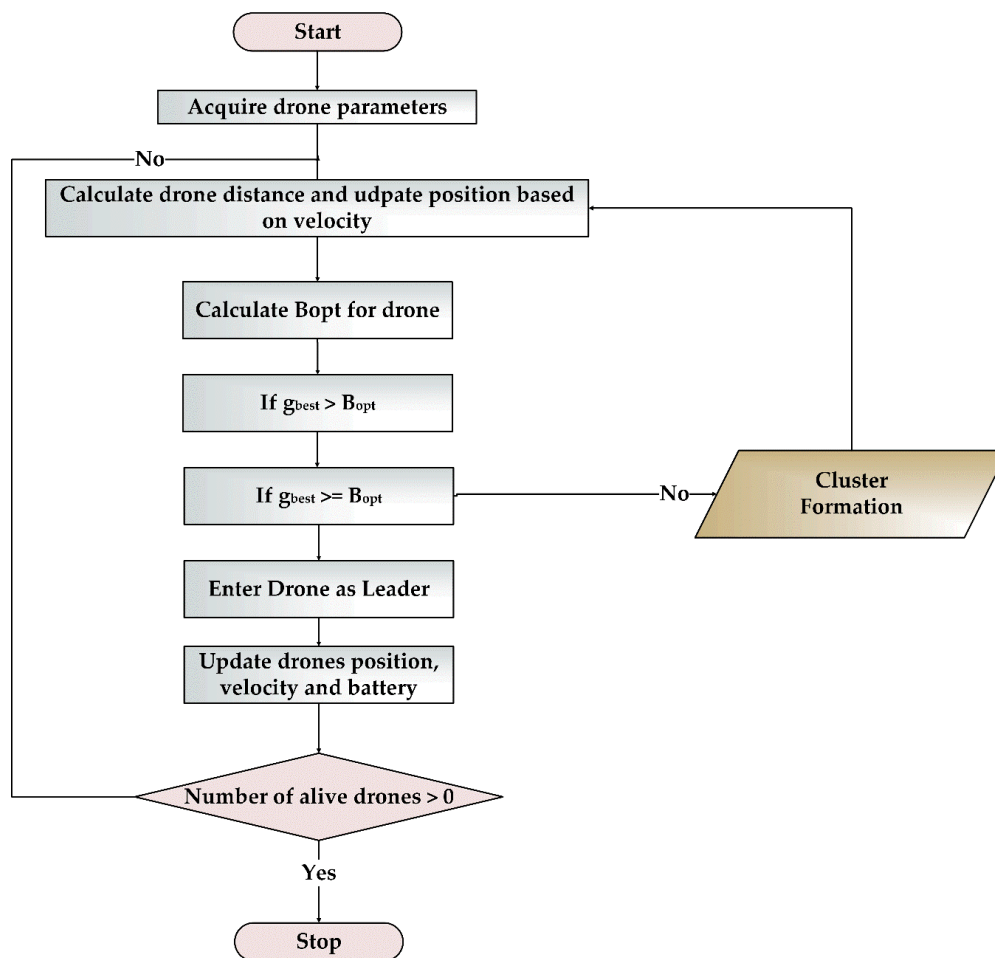 Start
Acquire drone parameters
No
Calculate drone distance and udpate position based
on velocity
Calculate Bopt for drone
If gbest > Bopt
If gbest >= Bopt
No
Cluster
Formation
Enter Drone as Leader
Update drones position,
velocity and battery
Number of alive drones > 0
Yes
Stop